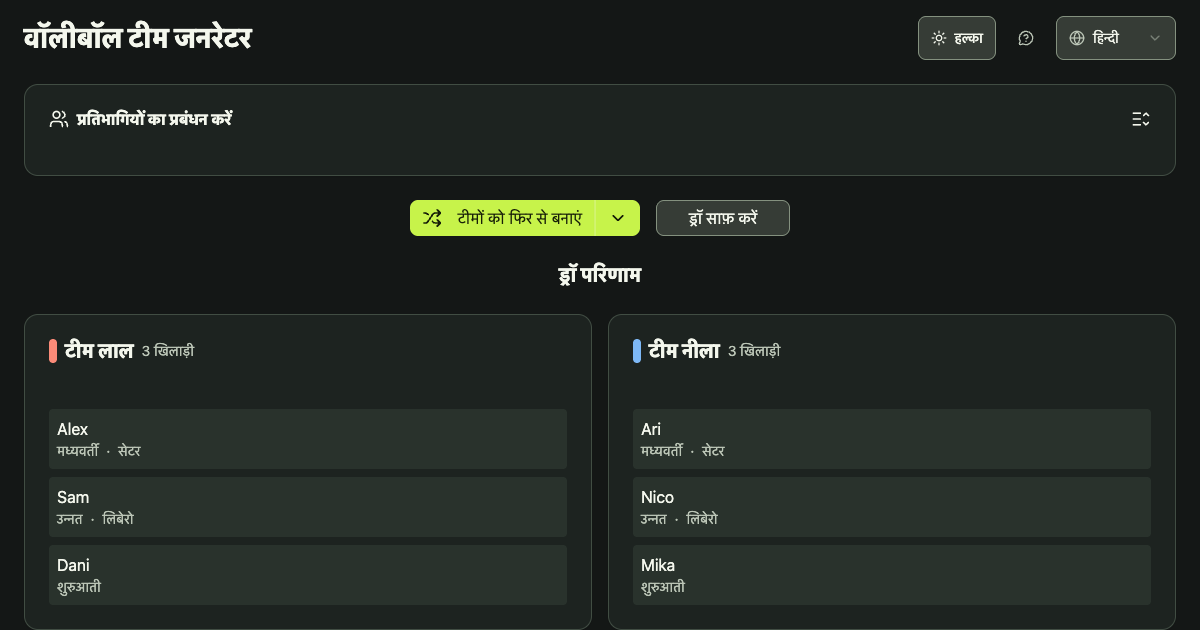 वॉलीबॉल टीम जनरेटर
हल्का
हिन्दी
प्रतिभागियों का प्रबंधन करें
टीमों को फिर से बनाएं
ड्रॉ साफ़ करें
ड्रॉ परिणाम
टीम लाल 3 खिलाड़ी
Alex
मध्यवर्ती · सेटर
Sam
उन्नत · लिबेरो
Dani
शुरुआती
टीम नीला 3 खिलाड़ी
Ari
मध्यवर्ती · सेटर
Nico
उन्नत · लिबेरो
Mika
शुरुआती